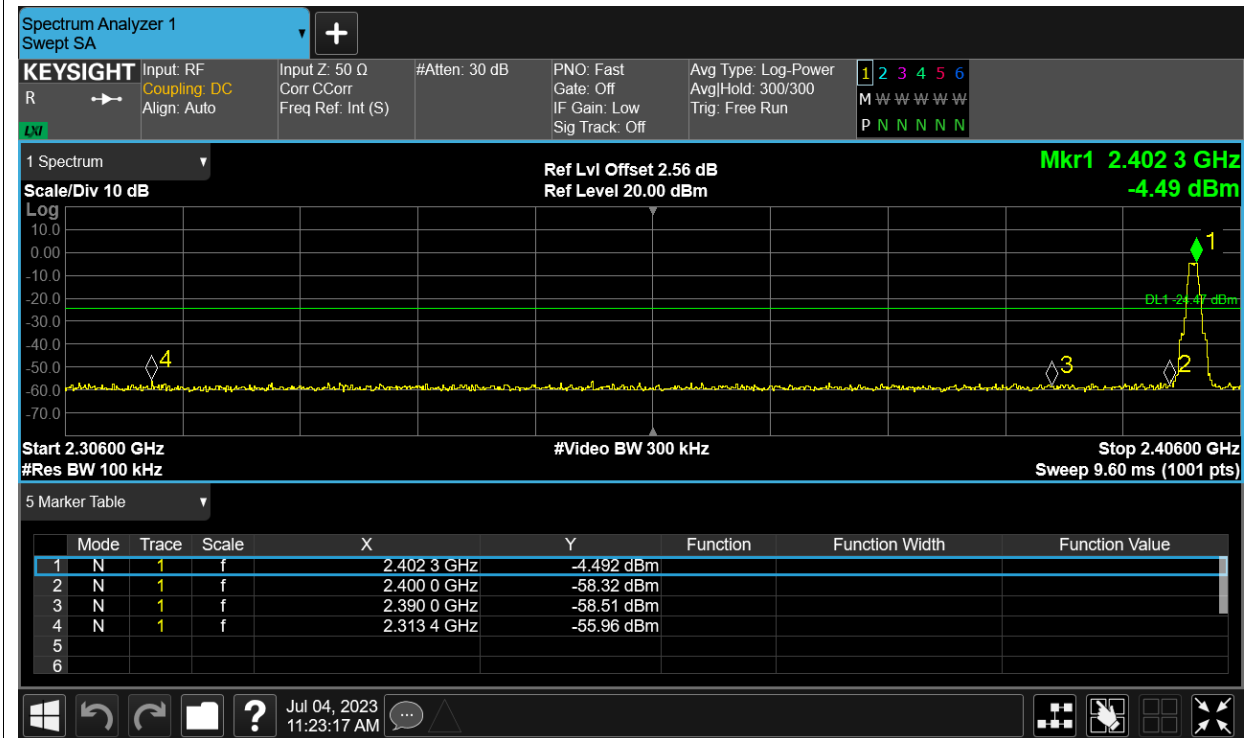 Spectrum Analyzer 1
Swept SA
KEYSIGHT
R
LXI
Input: RF
Coupling: DC
Align: Auto
Input Z: 50 Ω
Corr CCorr
Freq Ref: Int (S)
#Atten: 30 dB
PNO: Fast
Gate: Off
IF Gain: Low
Sig Track: Off
Avg Type: Log-Power
Avg|Hold: 300/300
Trig: Free Run
1 2 3 4 5 6
M W W W W W
P N N N N N
1 Spectrum
Scale/Div 10 dB
Ref Lvl Offset 2.56 dB
Ref Level 20.00 dBm
Mkr1 2.402 3 GHz
-4.49 dBm
Log
10.0
0.00
-10.0
-20.0
-30.0
-40.0
-50.0
-60.0
-70.0
1
DL1 -24.47 dBm
4
3
2
Start 2.30600 GHz
#Video BW 300 kHz
Stop 2.40600 GHz
#Res BW 100 kHz
Sweep 9.60 ms (1001 pts)
5 Marker Table
Mode Trace Scale X Y Function Function Width Function Value
1 N 1 f 2.402 3 GHz -4.492 dBm
2 N 1 f 2.400 0 GHz -58.32 dBm
3 N 1 f 2.390 0 GHz -58.51 dBm
4 N 1 f 2.313 4 GHz -55.96 dBm
5
6
?
Jul 04, 2023
11:23:17 AM